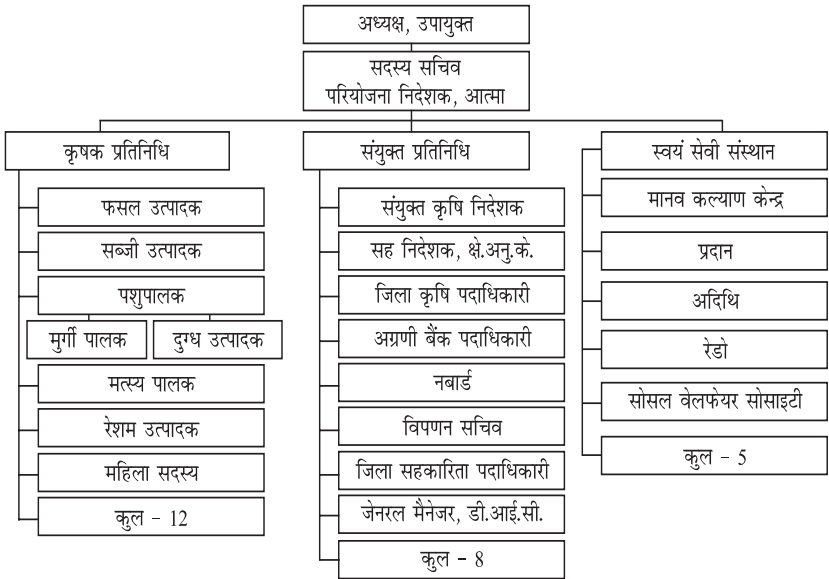 अध्यक्ष, उपायुक्त
सदस्य सचिव
परियोजना निदेशक, आत्मा
कृषक प्रतिनिधि
फसल उत्पादक
सब्जी उत्पादक
पशुपालक
मुर्गी पालक
दुग्ध उत्पादक
मत्स्य पालक
रेशम उत्पादक
महिला सदस्य
कुल - 12
संयुक्त प्रतिनिधि
संयुक्त कृषि निदेशक
सह निदेशक, क्षे.अनु.के.
जिला कृषि पदाधिकारी
अग्रणी बैंक पदाधिकारी
नबार्ड
विपणन सचिव
जिला सहकारिता पदाधिकारी
जेनरल मैनेजर, डी.आई.सी.
कुल - 8
स्वयं सेवी संस्थान
मानव कल्याण केन्द्र
प्रदान
अदिथि
रेडो
सोसल वेलफेयर सोसाइटी
कुल - 5